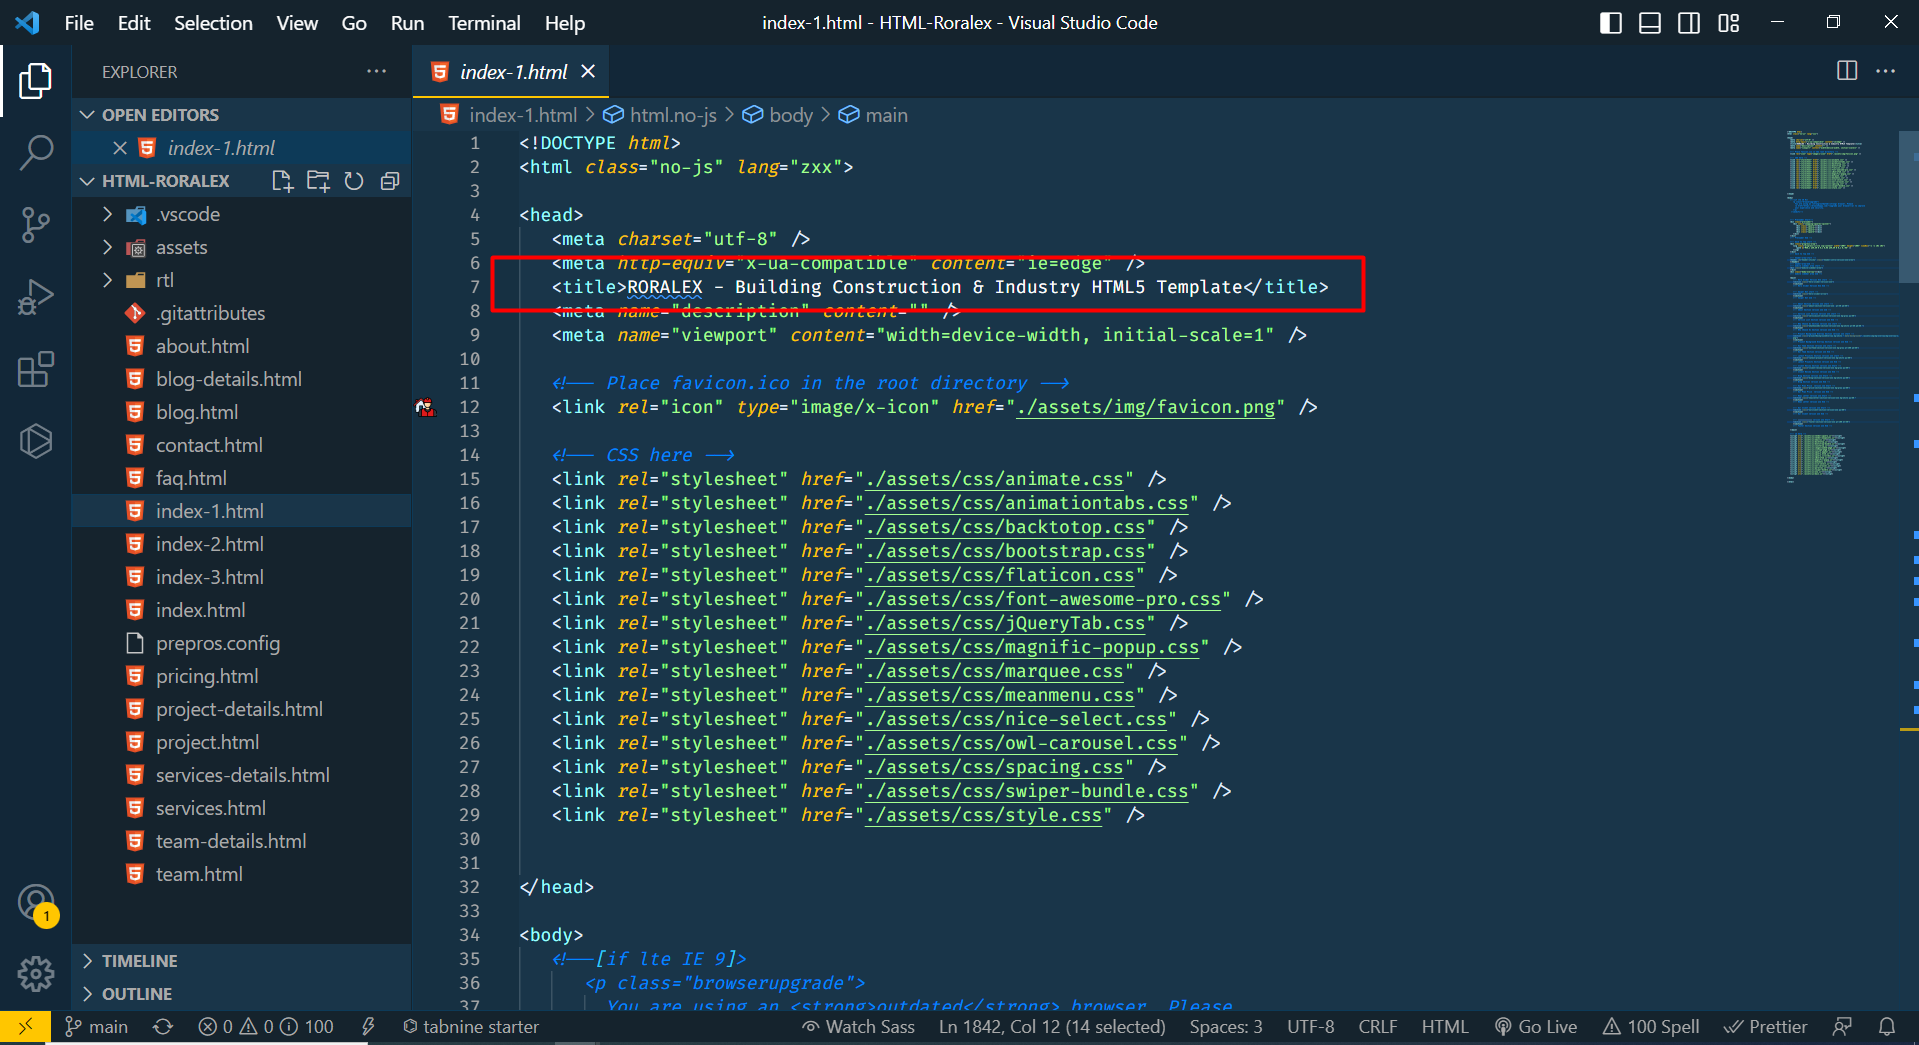 File Edit Selection View Go Run Terminal Help
index-1.html - HTML-Roralex - Visual Studio Code
EXPLORER
OPEN EDITORS
index-1.html
HTML-RORALEX
.vscode
assets
rtl
.gitattributes
about.html
blog-details.html
blog.html
contact.html
faq.html
index-1.html
index-2.html
index-3.html
index.html
prepros.config
pricing.html
project-details.html
project.html
services-details.html
services.html
team-details.html
team.html
1
TIMELINE
OUTLINE
index-1.html
index-1.html > html.no-js > body > main
1 <!DOCTYPE html>
2 <html class="no-js" lang="zxx">
3
4 <head>
5 <meta charset="utf-8" />
6 <meta http-equiv="x-ua-compatible" content="ie=edge" />
7 <title>RORALEX - Building Construction & Industry HTML5 Template</title>
8 <meta name="description" content="" />
9 <meta name="viewport" content="width=device-width, initial-scale=1" />
10
11 <!-- Place favicon.ico in the root directory -->
12 <link rel="icon" type="image/x-icon" href="./assets/img/favicon.png" />
13
14 <!-- CSS here -->
15 <link rel="stylesheet" href="./assets/css/animate.css" />
16 <link rel="stylesheet" href="./assets/css/animationtabs.css" />
17 <link rel="stylesheet" href="./assets/css/backtotop.css" />
18 <link rel="stylesheet" href="./assets/css/bootstrap.css" />
19 <link rel="stylesheet" href="./assets/css/flaticon.css" />
20 <link rel="stylesheet" href="./assets/css/font-awesome-pro.css" />
21 <link rel="stylesheet" href="./assets/css/jQueryTab.css" />
22 <link rel="stylesheet" href="./assets/css/magnific-popup.css" />
23 <link rel="stylesheet" href="./assets/css/marquee.css" />
24 <link rel="stylesheet" href="./assets/css/meanmenu.css" />
25 <link rel="stylesheet" href="./assets/css/nice-select.css" />
26 <link rel="stylesheet" href="./assets/css/owl-carousel.css" />
27 <link rel="stylesheet" href="./assets/css/spacing.css" />
28 <link rel="stylesheet" href="./assets/css/swiper-bundle.css" />
29 <link rel="stylesheet" href="./assets/css/style.css" />
30
31
32 </head>
33
34 <body>
35 <!--[if lte IE 9]>
36 <p class="browserupgrade">
37 You are using an <strong>outdated</strong> browser. Please
main 0 0 100 tabnine starter Watch Sass Ln 1842, Col 12 (14 selected) Spaces: 3 UTF-8 CRLF HTML Go Live 100 Spell Prettier